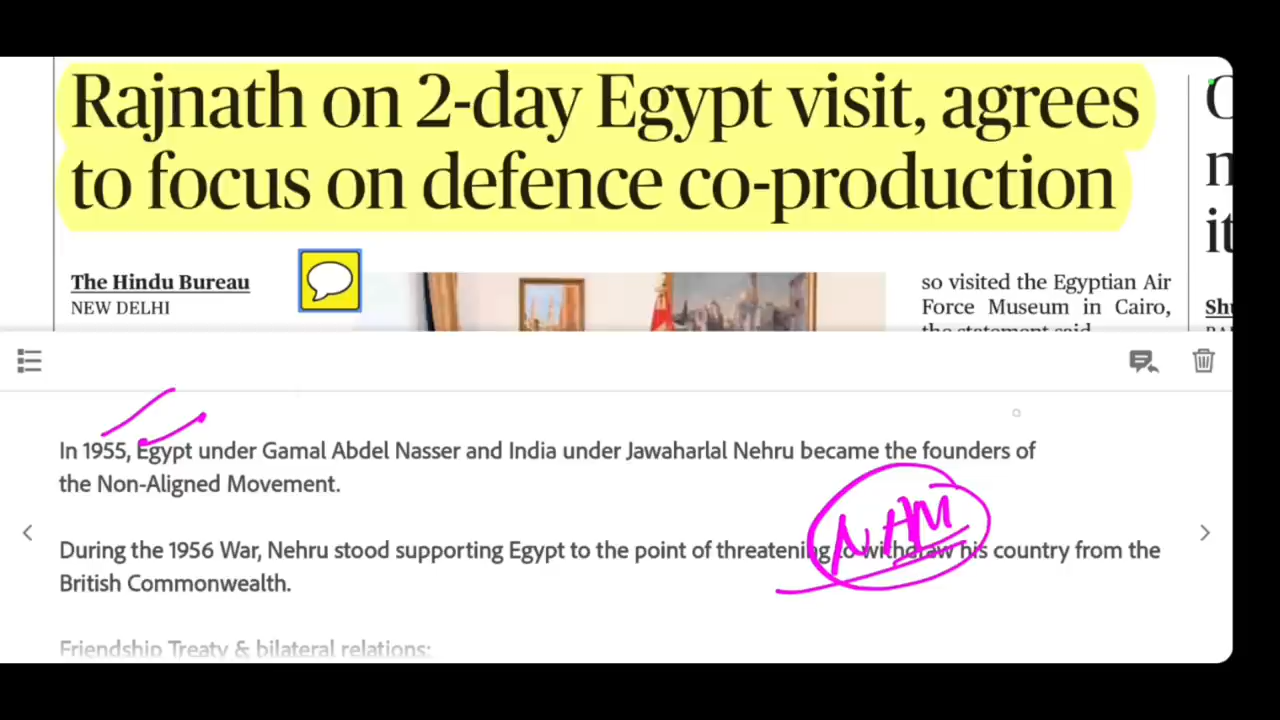 Rajnath on 2-day Egypt visit, agrees
to focus on defence co-production
The Hindu Bureau
NEW DELHI
so visited the Egyptian Air
Force Museum in Cairo,
the statement said
In 1955, Egypt under Gamal Abdel Nasser and India under Jawaharlal Nehru became the founders of
the Non-Aligned Movement.
During the 1956 War, Nehru stood supporting Egypt to the point of threatening to withdraw his country from the
British Commonwealth.
NAM
Friendship Treaty & bilateral relations: